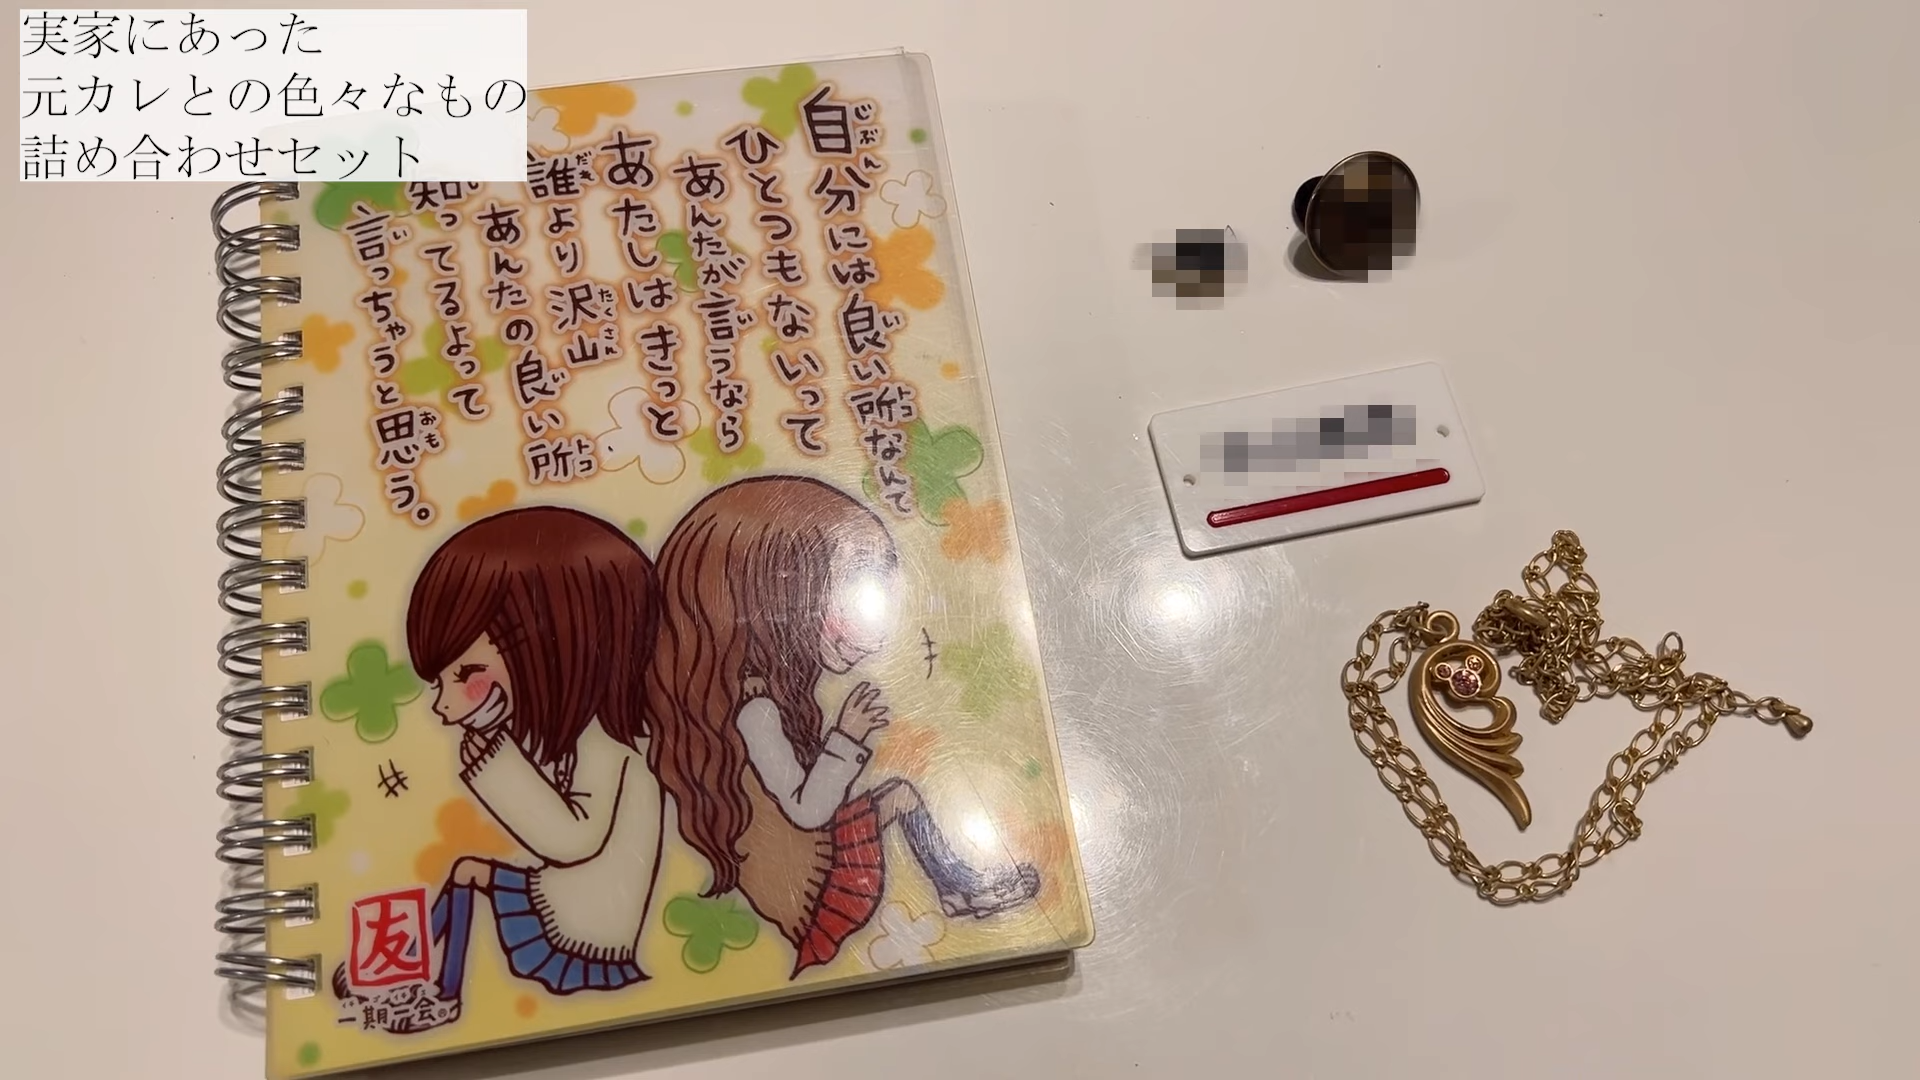 実家にあった
元カレとの色々なもの
詰め合わせセット
自分には良い所なんて
ひとつもないって
あんたが言うなら
あたしはきっと
誰より沢山
あんたの良い所
知ってるよって
言っちゃうと思う。
友
一期一会